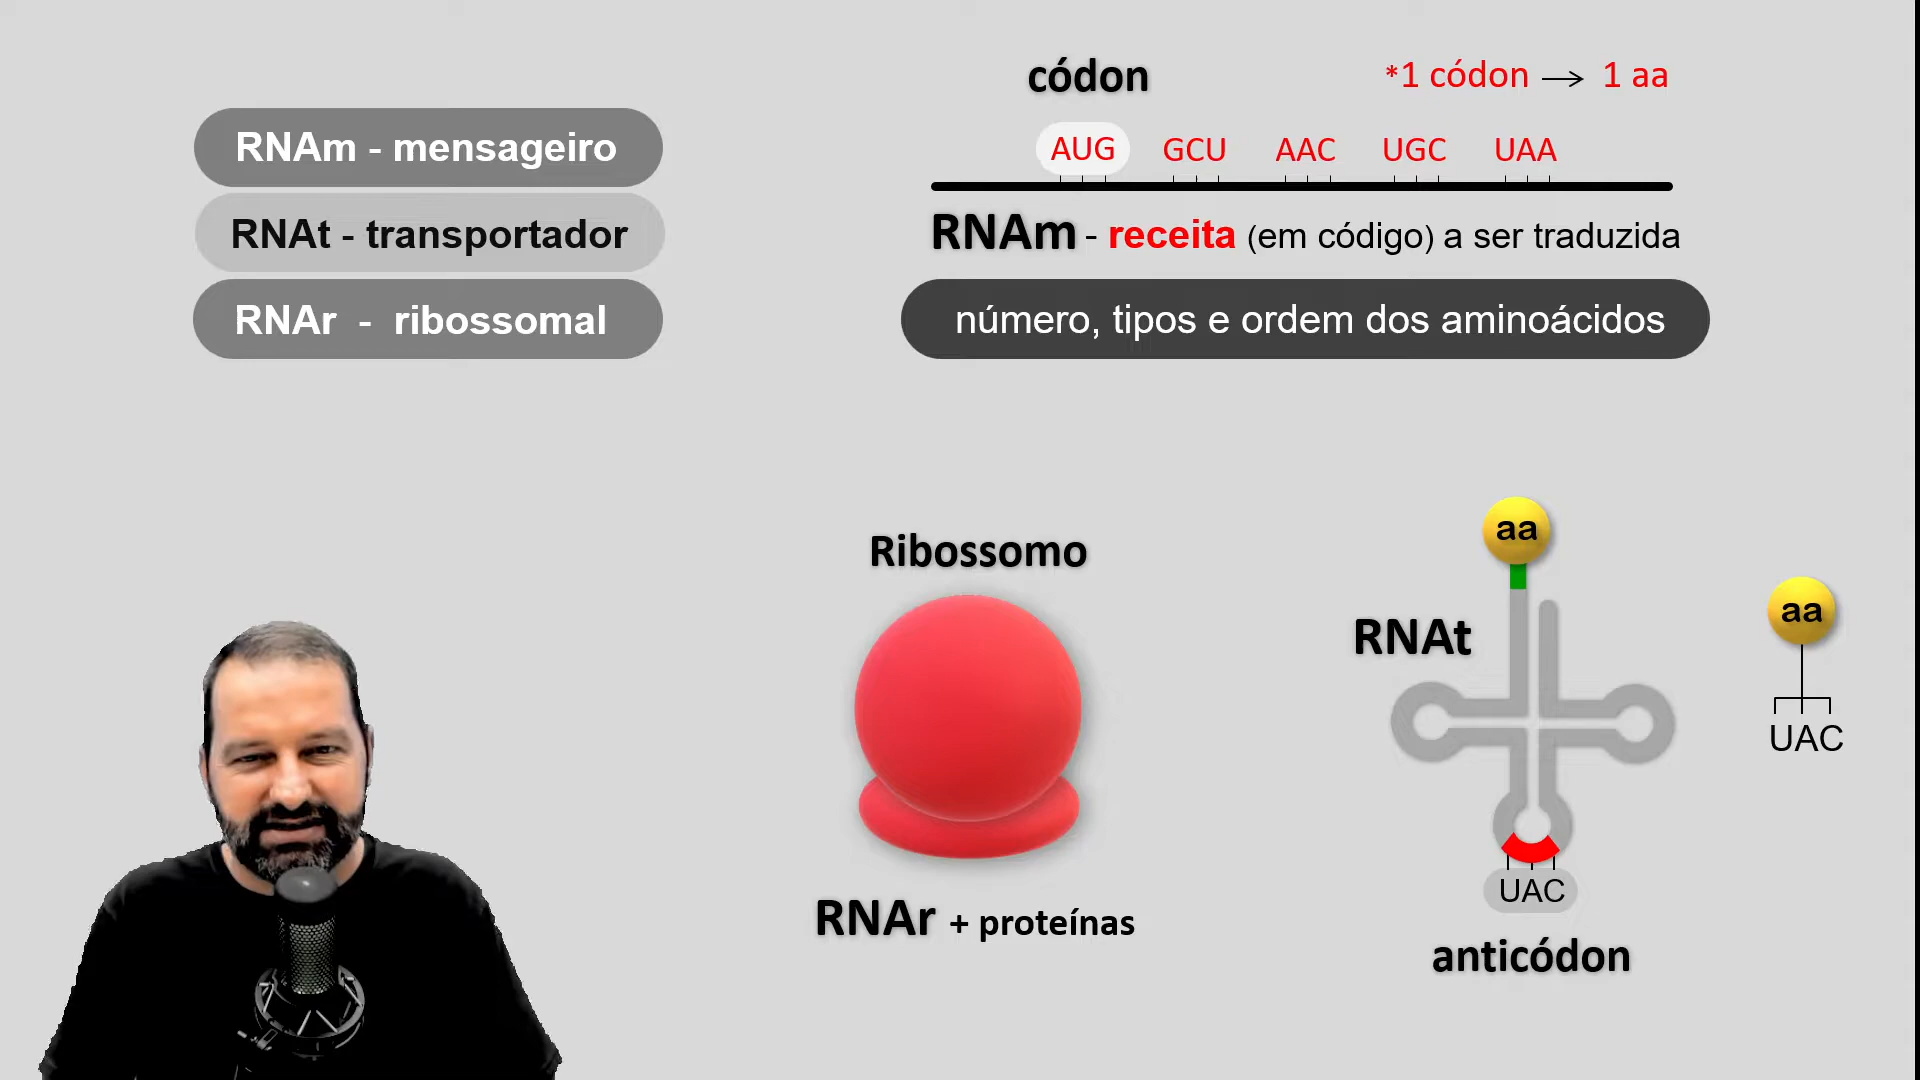 RNAm - mensageiro
RNAt - transportador
RNAr - ribossomal
códon
*1 códon → 1 aa
AUG GCU AAC UGC UAA
RNAm - receita (em código) a ser traduzida
número, tipos e ordem dos aminoácidos
Ribossomo
RNAr + proteínas
aa
RNAt
UAC
anticódon
aa
UAC